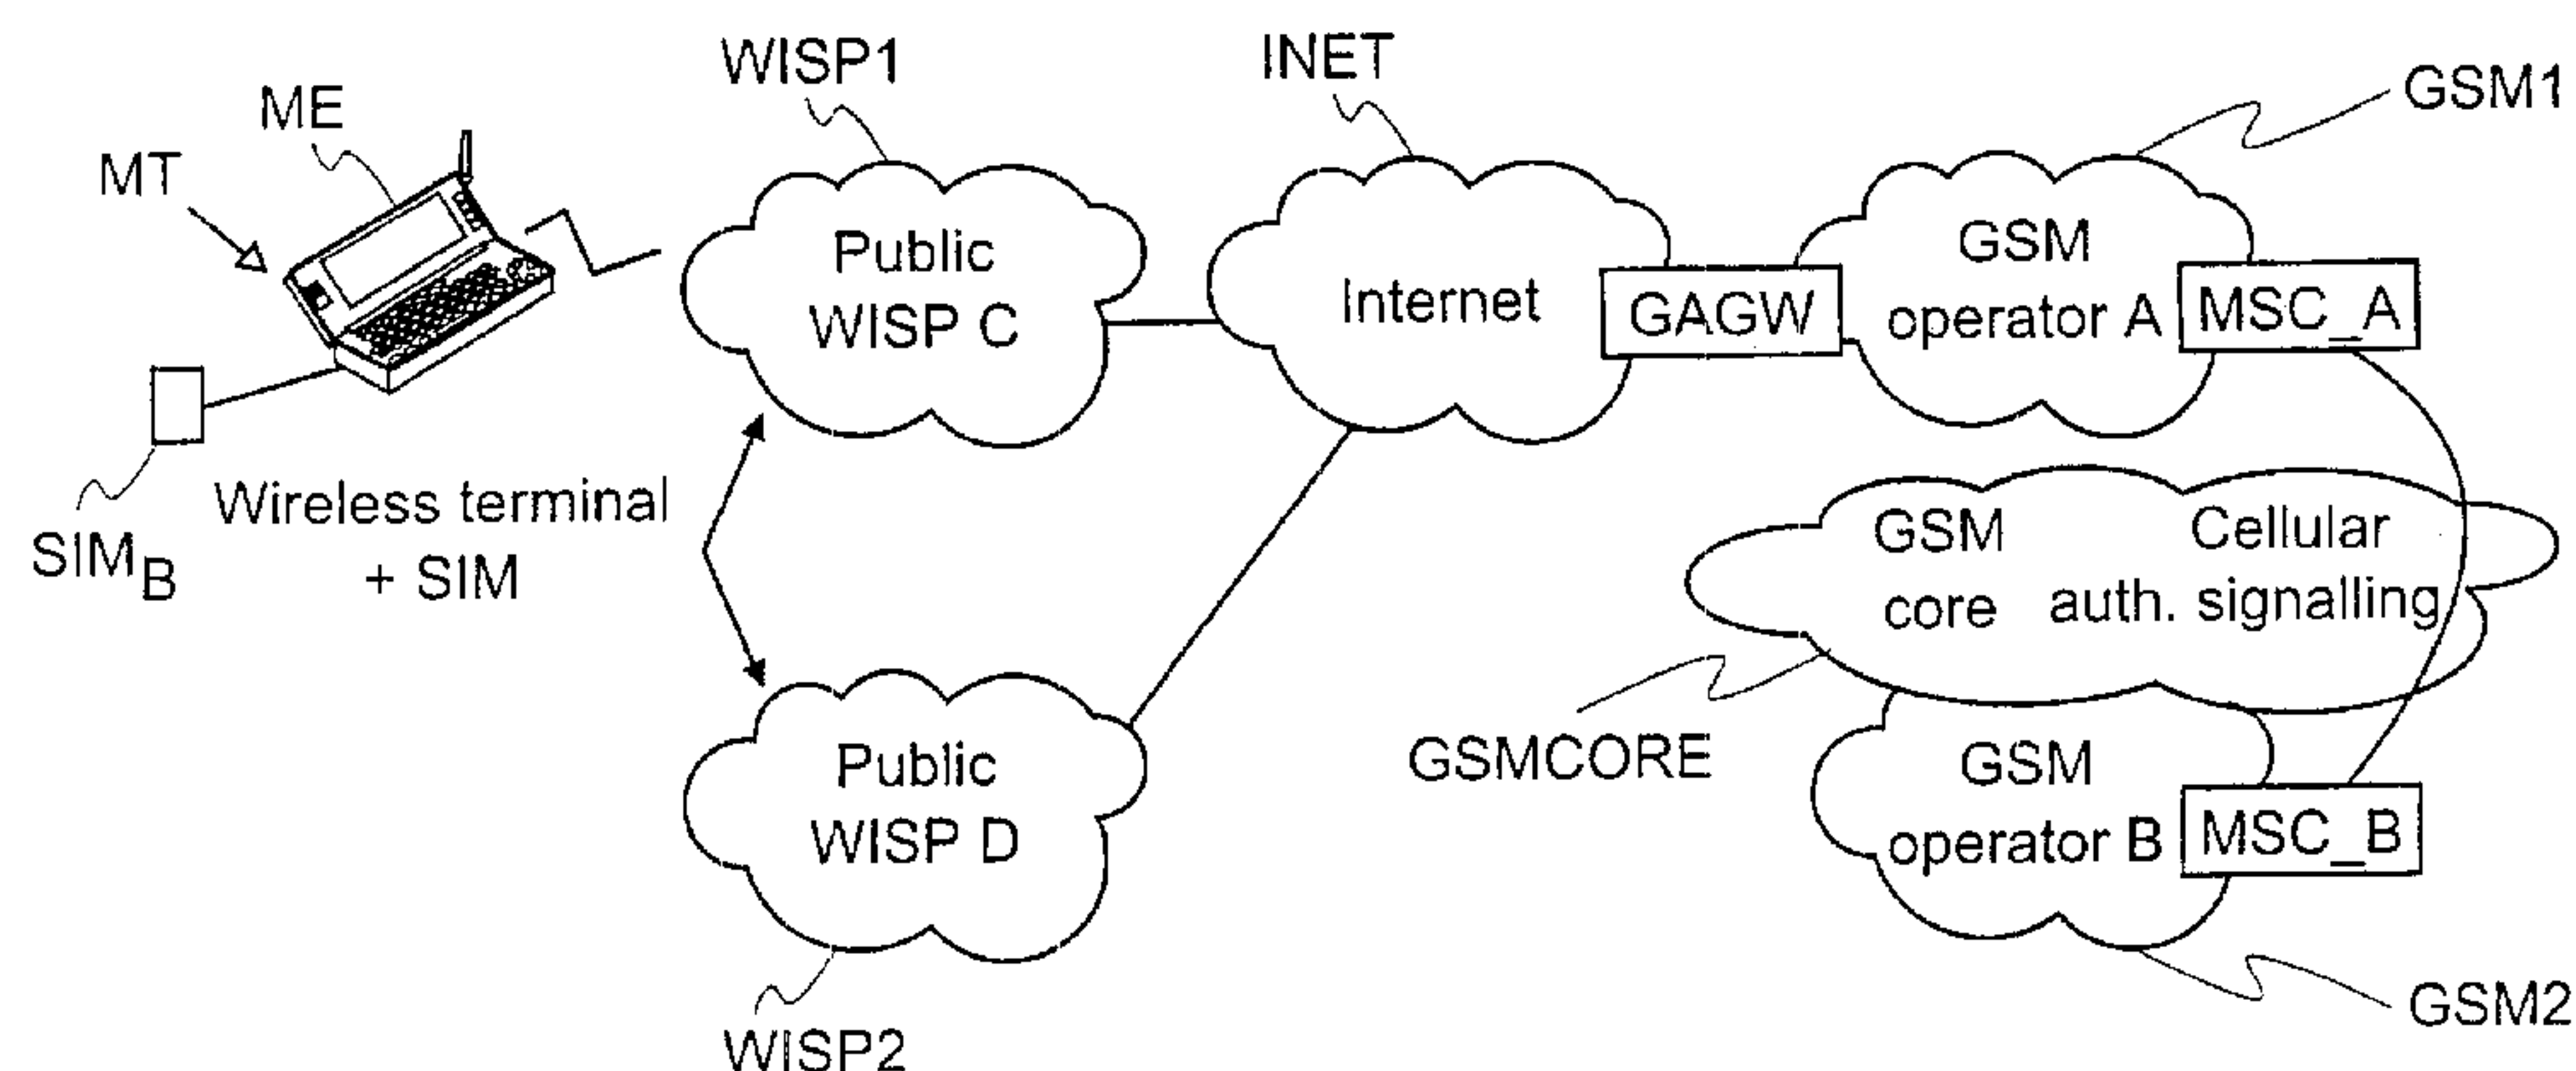 WISP1
INET
GSM1
ME
MT
Public
WISP C
Internet
GAGW
GSM
operator A
MSC_A
SIMB
Wireless terminal
+ SIM
GSM
core
Cellular
auth. signalling
GSMCORE
Public
WISP D
GSM
operator B
MSC_B
WISP2
GSM2